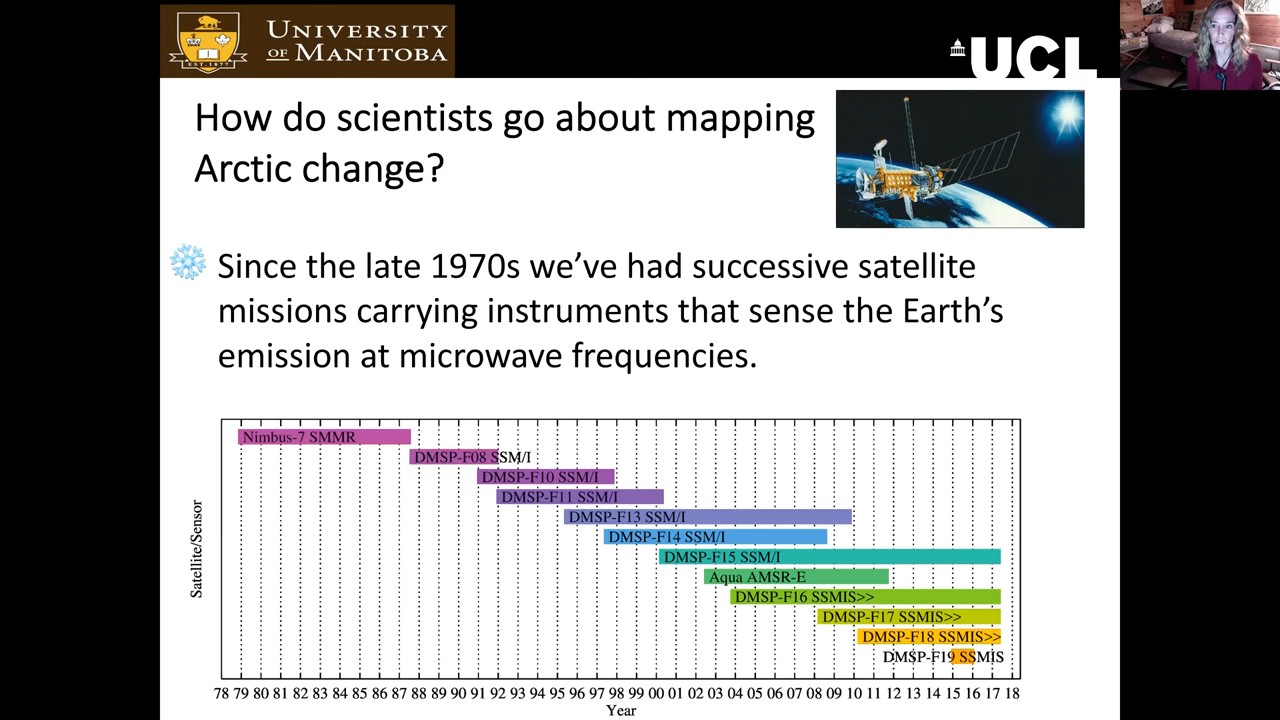 UNIVERSITY
OF MANITOBA
EST. 1877
UCL
How do scientists go about mapping
Arctic change?
Since the late 1970s we’ve had successive satellite
missions carrying instruments that sense the Earth’s
emission at microwave frequencies.
Nimbus-7 SMMR
DMSP-F08 SSM/I
DMSP-F10 SSM/I
DMSP-F11 SSM/I
DMSP-F13 SSM/I
DMSP-F14 SSM/I
DMSP-F15 SSM/I
Aqua AMSR-E
DMSP-F16 SSMIS>>
DMSP-F17 SSMIS>>
DMSP-F18 SSMIS>>
DMSP-F19 SSMIS
Satellite/Sensor
78 79 80 81 82 83 84 85 86 87 88 89 90 91 92 93 94 95 96 97 98 99 00 01 02 03 04 05 06 07 08 09 10 11 12 13 14 15 16 17 18
Year